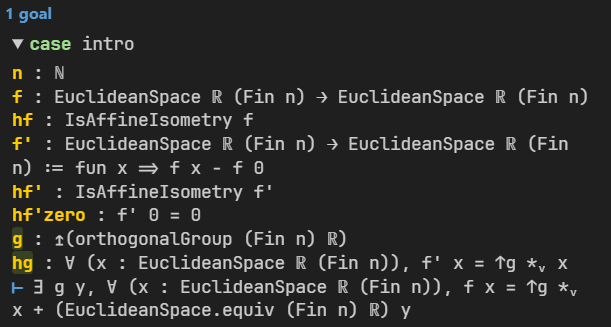 1 goal
▼ case intro
n : ℕ
f : EuclideanSpace ℝ (Fin n) → EuclideanSpace ℝ (Fin n)
hf : IsAffineIsometry f
f' : EuclideanSpace ℝ (Fin n) → EuclideanSpace ℝ (Fin
n) := fun x => f x - f 0
hf' : IsAffineIsometry f'
hf'zero : f' 0 = 0
g : ↥(orthogonalGroup (Fin n) ℝ)
hg : ∀ (x : EuclideanSpace ℝ (Fin n)), f' x = ↑g *ᵥ x
⊢ ∃ g y, ∀ (x : EuclideanSpace ℝ (Fin n)), f x = ↑g *ᵥ
x + (EuclideanSpace.equiv (Fin n) ℝ) y